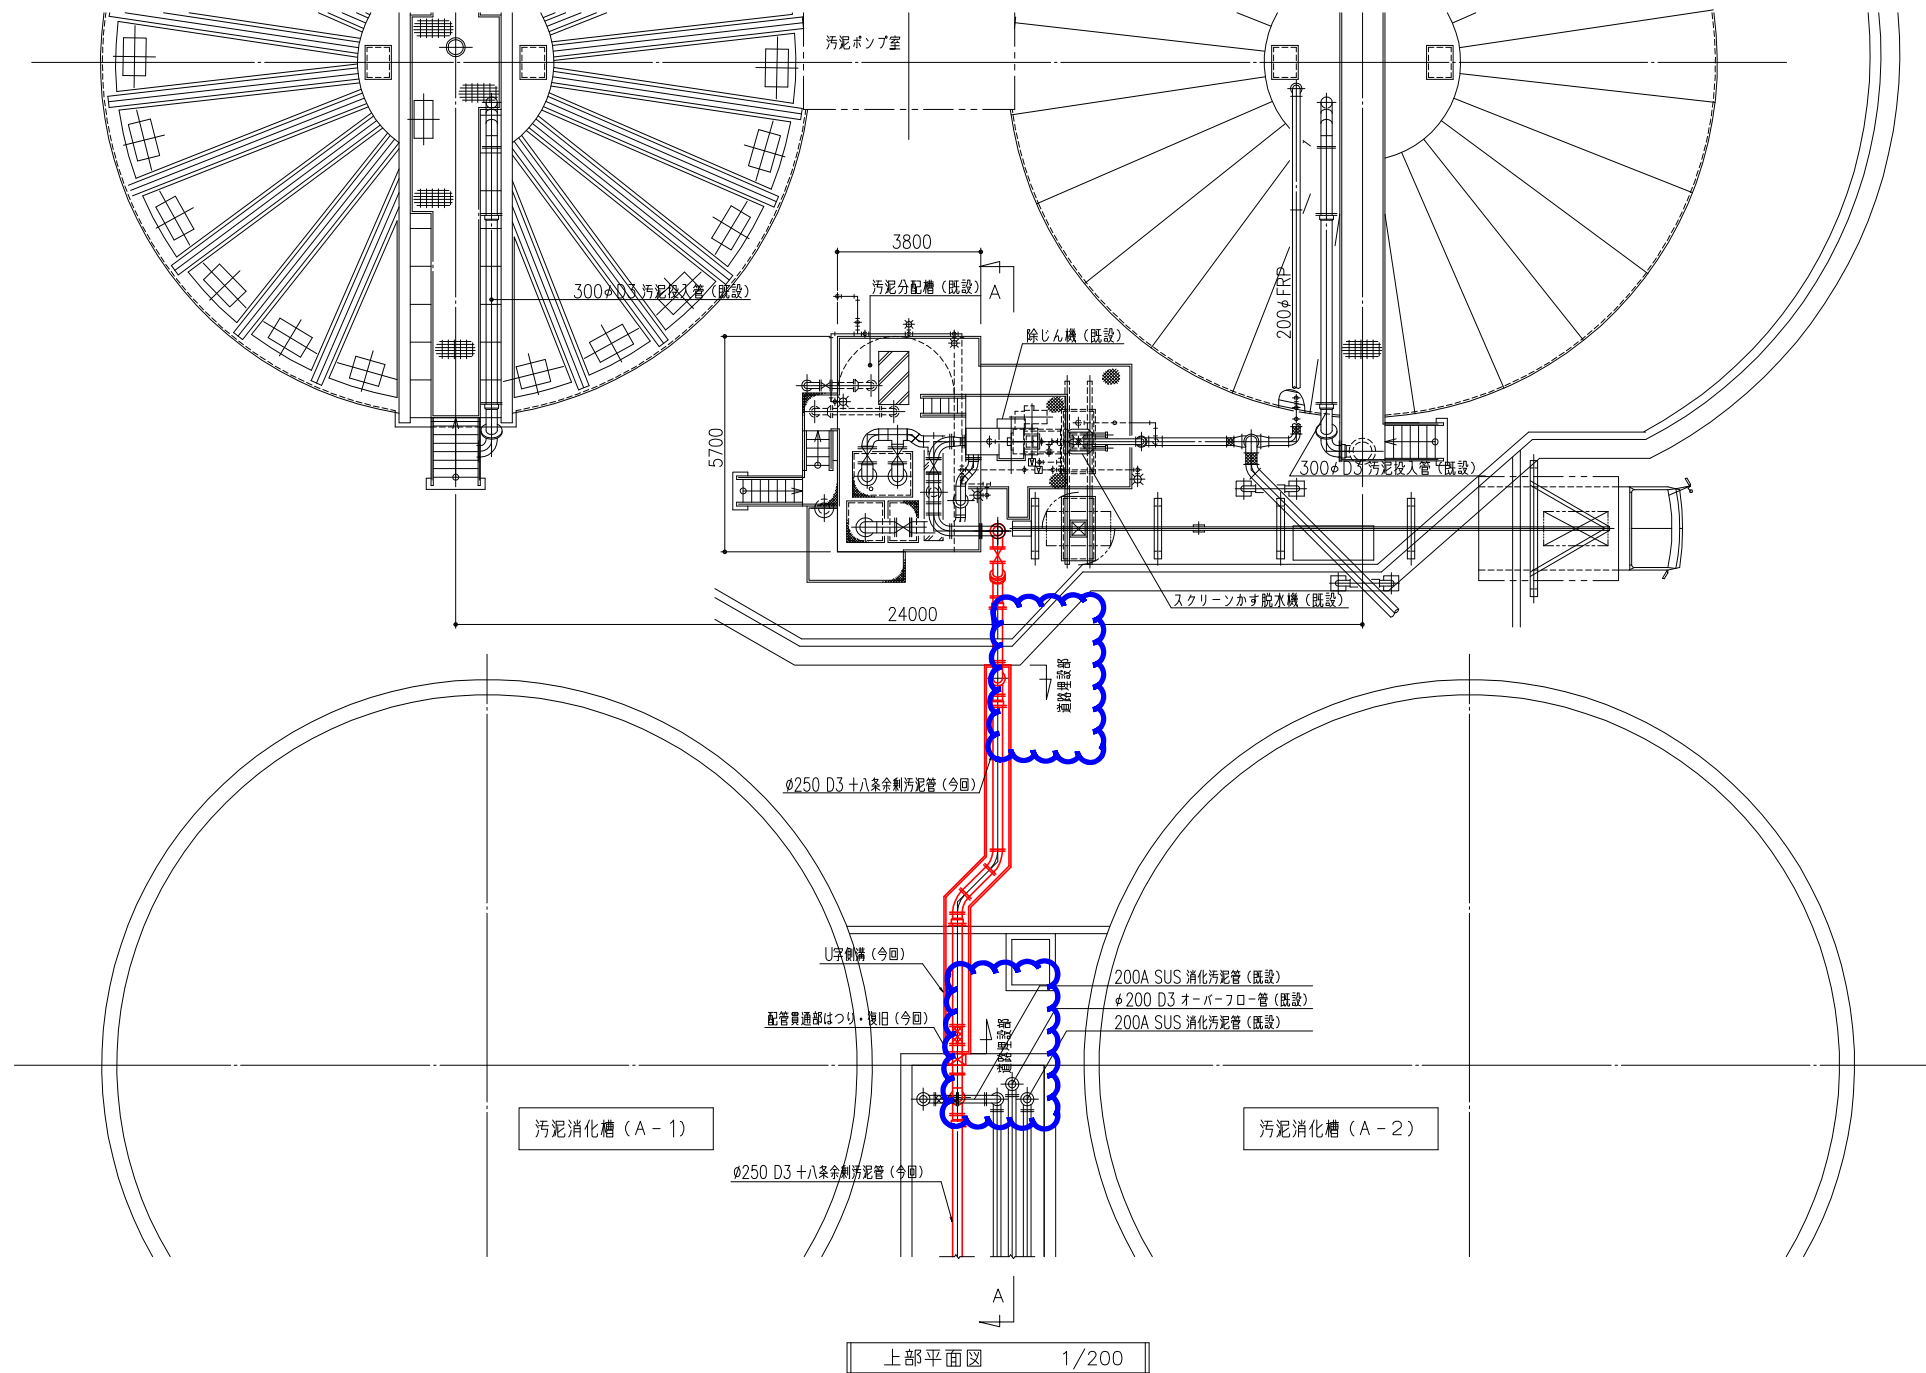 汚泥ポンプ室
3800
A
300φD3 汚泥投入管（既設）
汚泥分配槽（既設）
200φFRP
除じん機（既設）
5700
300φD3 汚泥投入管（既設）
スクリーンかす脱水機（既設）
24000
道路埋設部
φ250 D3 十八条余剰汚泥管（今回）
U字側溝（今回）
200A SUS 消化汚泥管（既設）
φ200 D3 オーバーフロー管（既設）
配管貫通部はつり・復旧（今回）
200A SUS 消化汚泥管（既設）
道路埋設部
汚泥消化槽（A－1）
汚泥消化槽（A－2）
φ250 D3 十八条余剰汚泥管（今回）
A
上部平面図 1/200